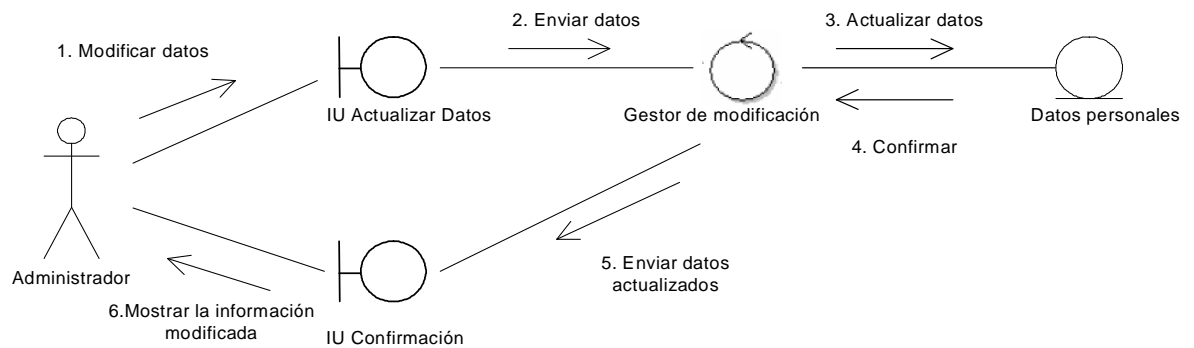 2. Enviar datos
3. Actualizar datos
1. Modificar datos
IU Actualizar Datos
Gestor de modificación
Datos personales
4. Confirmar
5. Enviar datos
actualizados
Administrador
6.Mostrar la información
modificada
IU Confirmación